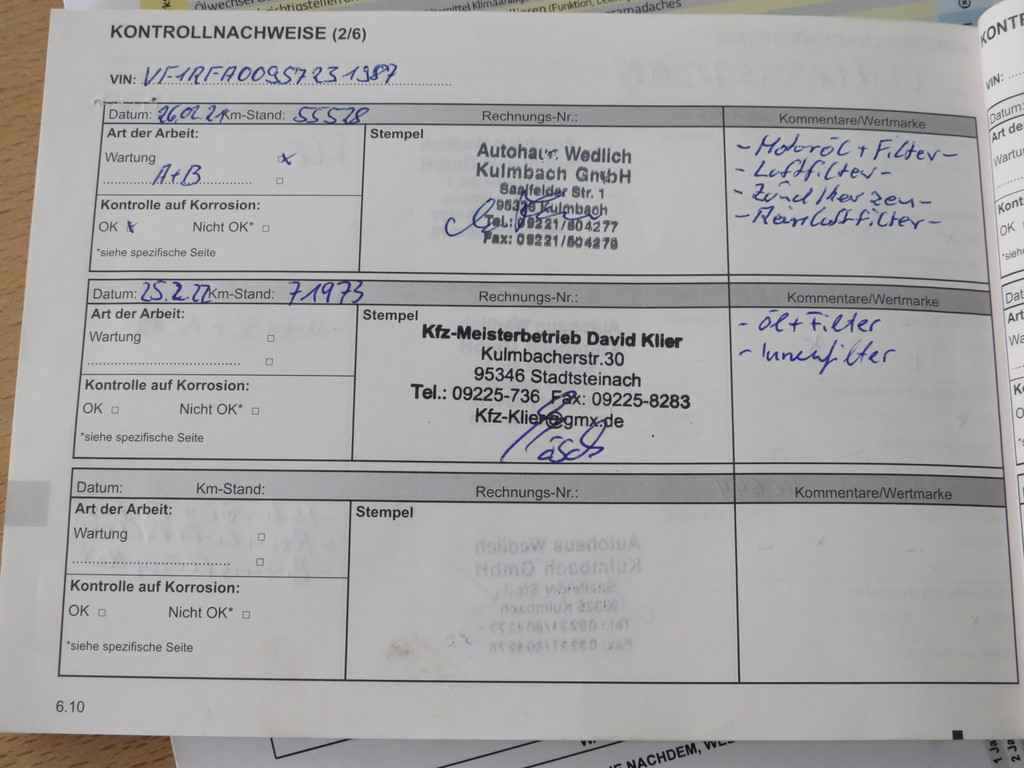 KONTROLLNACHWEISE (2/6)
VIN: VF1RFA00957231987
Datum: 26.02.21 Km-Stand: 55528 Rechnungs-Nr.: Kommentare/Wertmarke
Art der Arbeit:
Wartung x
A+B
Kontrolle auf Korrosion:
OK x Nicht OK* □
*siehe spezifische Seite
Stempel
Autohaus Wedlich
Kulmbach GmbH
Saalfelder Str. 1
95326 Kulmbach
Tel.: 09221/804277
Fax: 09221/804278
- Motoröl + Filter -
- Luftfilter -
- Zündkerzen -
- Reinluftfilter -
Datum: 25.2.22 Km-Stand: 71973 Rechnungs-Nr.: Kommentare/Wertmarke
Art der Arbeit:
Wartung □
□
Kontrolle auf Korrosion:
OK □ Nicht OK* □
*siehe spezifische Seite
Stempel
Kfz-Meisterbetrieb David Klier
Kulmbacherstr.30
95346 Stadtsteinach
Tel.: 09225-736 Fax: 09225-8283
Kfz-Klier@gmx.de
- Öl + Filter
- Innenfilter
Datum: Km-Stand: Rechnungs-Nr.: Kommentare/Wertmarke
Art der Arbeit:
Wartung □
□
Kontrolle auf Korrosion:
OK □ Nicht OK* □
*siehe spezifische Seite
Stempel
6.10